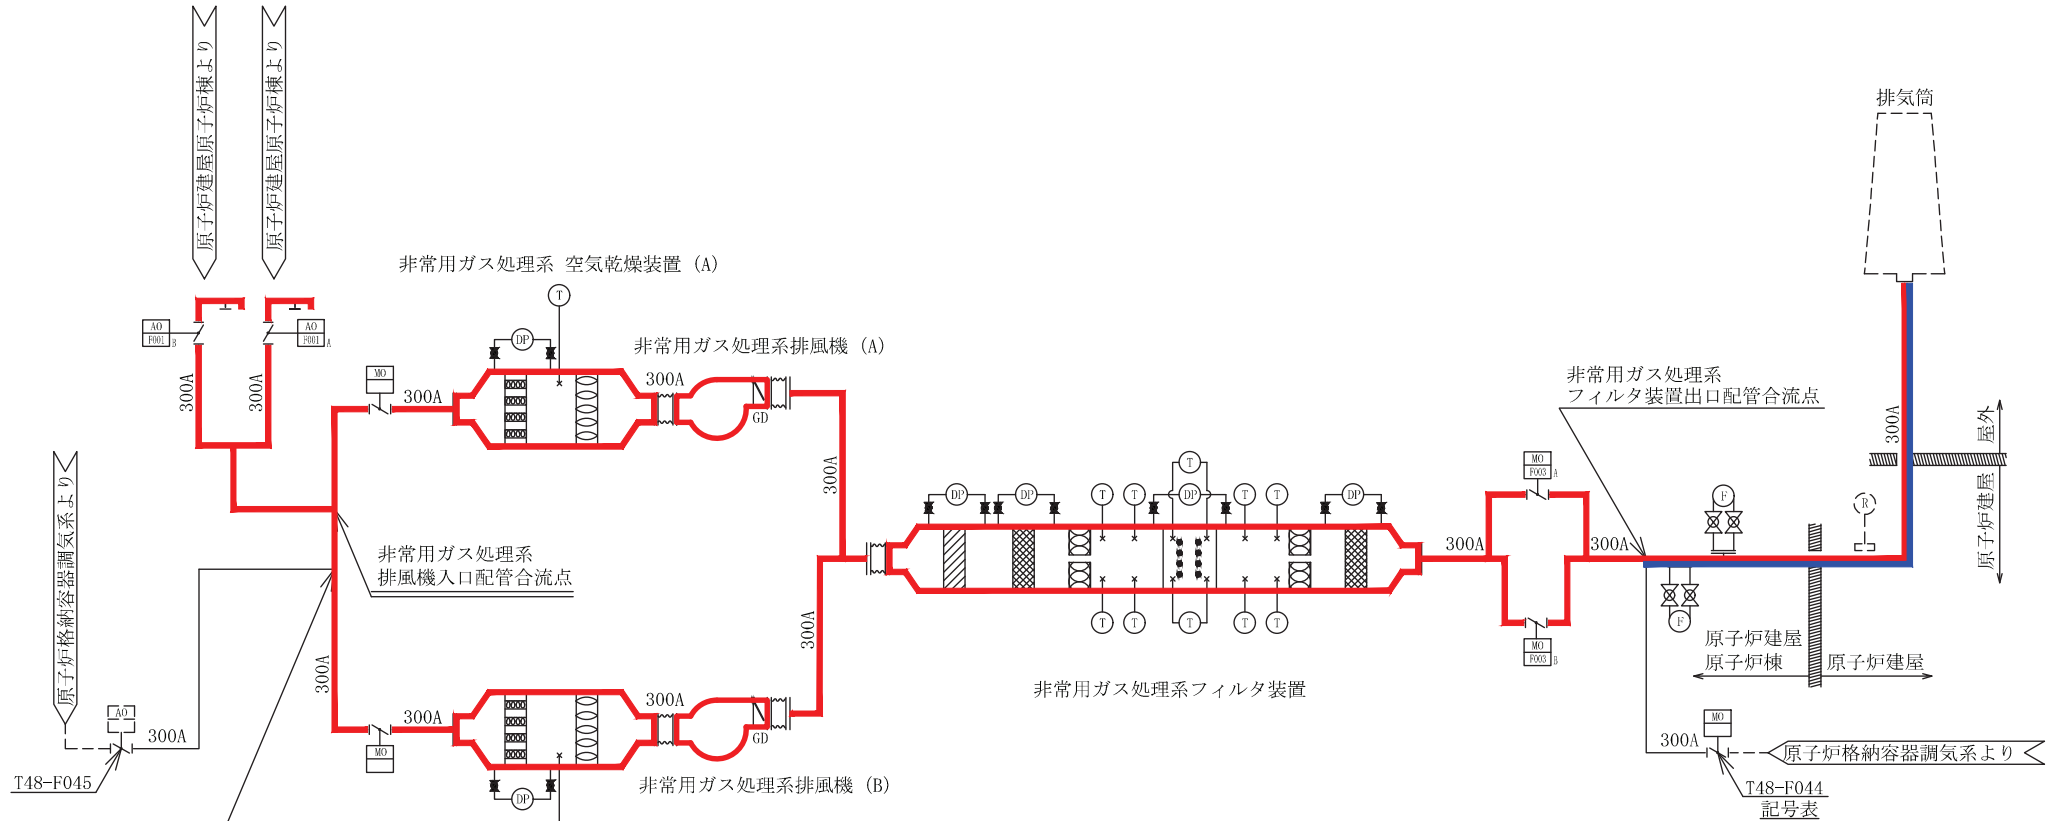 原子炉建屋原子炉棟より
原子炉建屋原子炉棟より
排気筒
非常用ガス処理系 空気乾燥装置 (A)
T
AO
F001
B
AO
F001
A
DP
非常用ガス処理系排風機 (A)
300A
300A
MO
300A
300A
GD
非常用ガス処理系
フィルタ装置出口配管合流点
300A
屋外
原子炉建屋
原子炉格納容器調気系より
300A
MO
F003
A
T
DP
DP
T
T
DP
T
T
DP
F
R
非常用ガス処理系
排風機入口配管合流点
300A
300A
T
T
T
T
T
300A
F
原子炉建屋
原子炉棟
原子炉建屋
MO
F003
B
300A
300A
300A
非常用ガス処理系フィルタ装置
AO
300A
MO
GD
MO
300A
原子炉格納容器調気系より
T48-F045
DP
非常用ガス処理系排風機 (B)
T48-F044
記号表